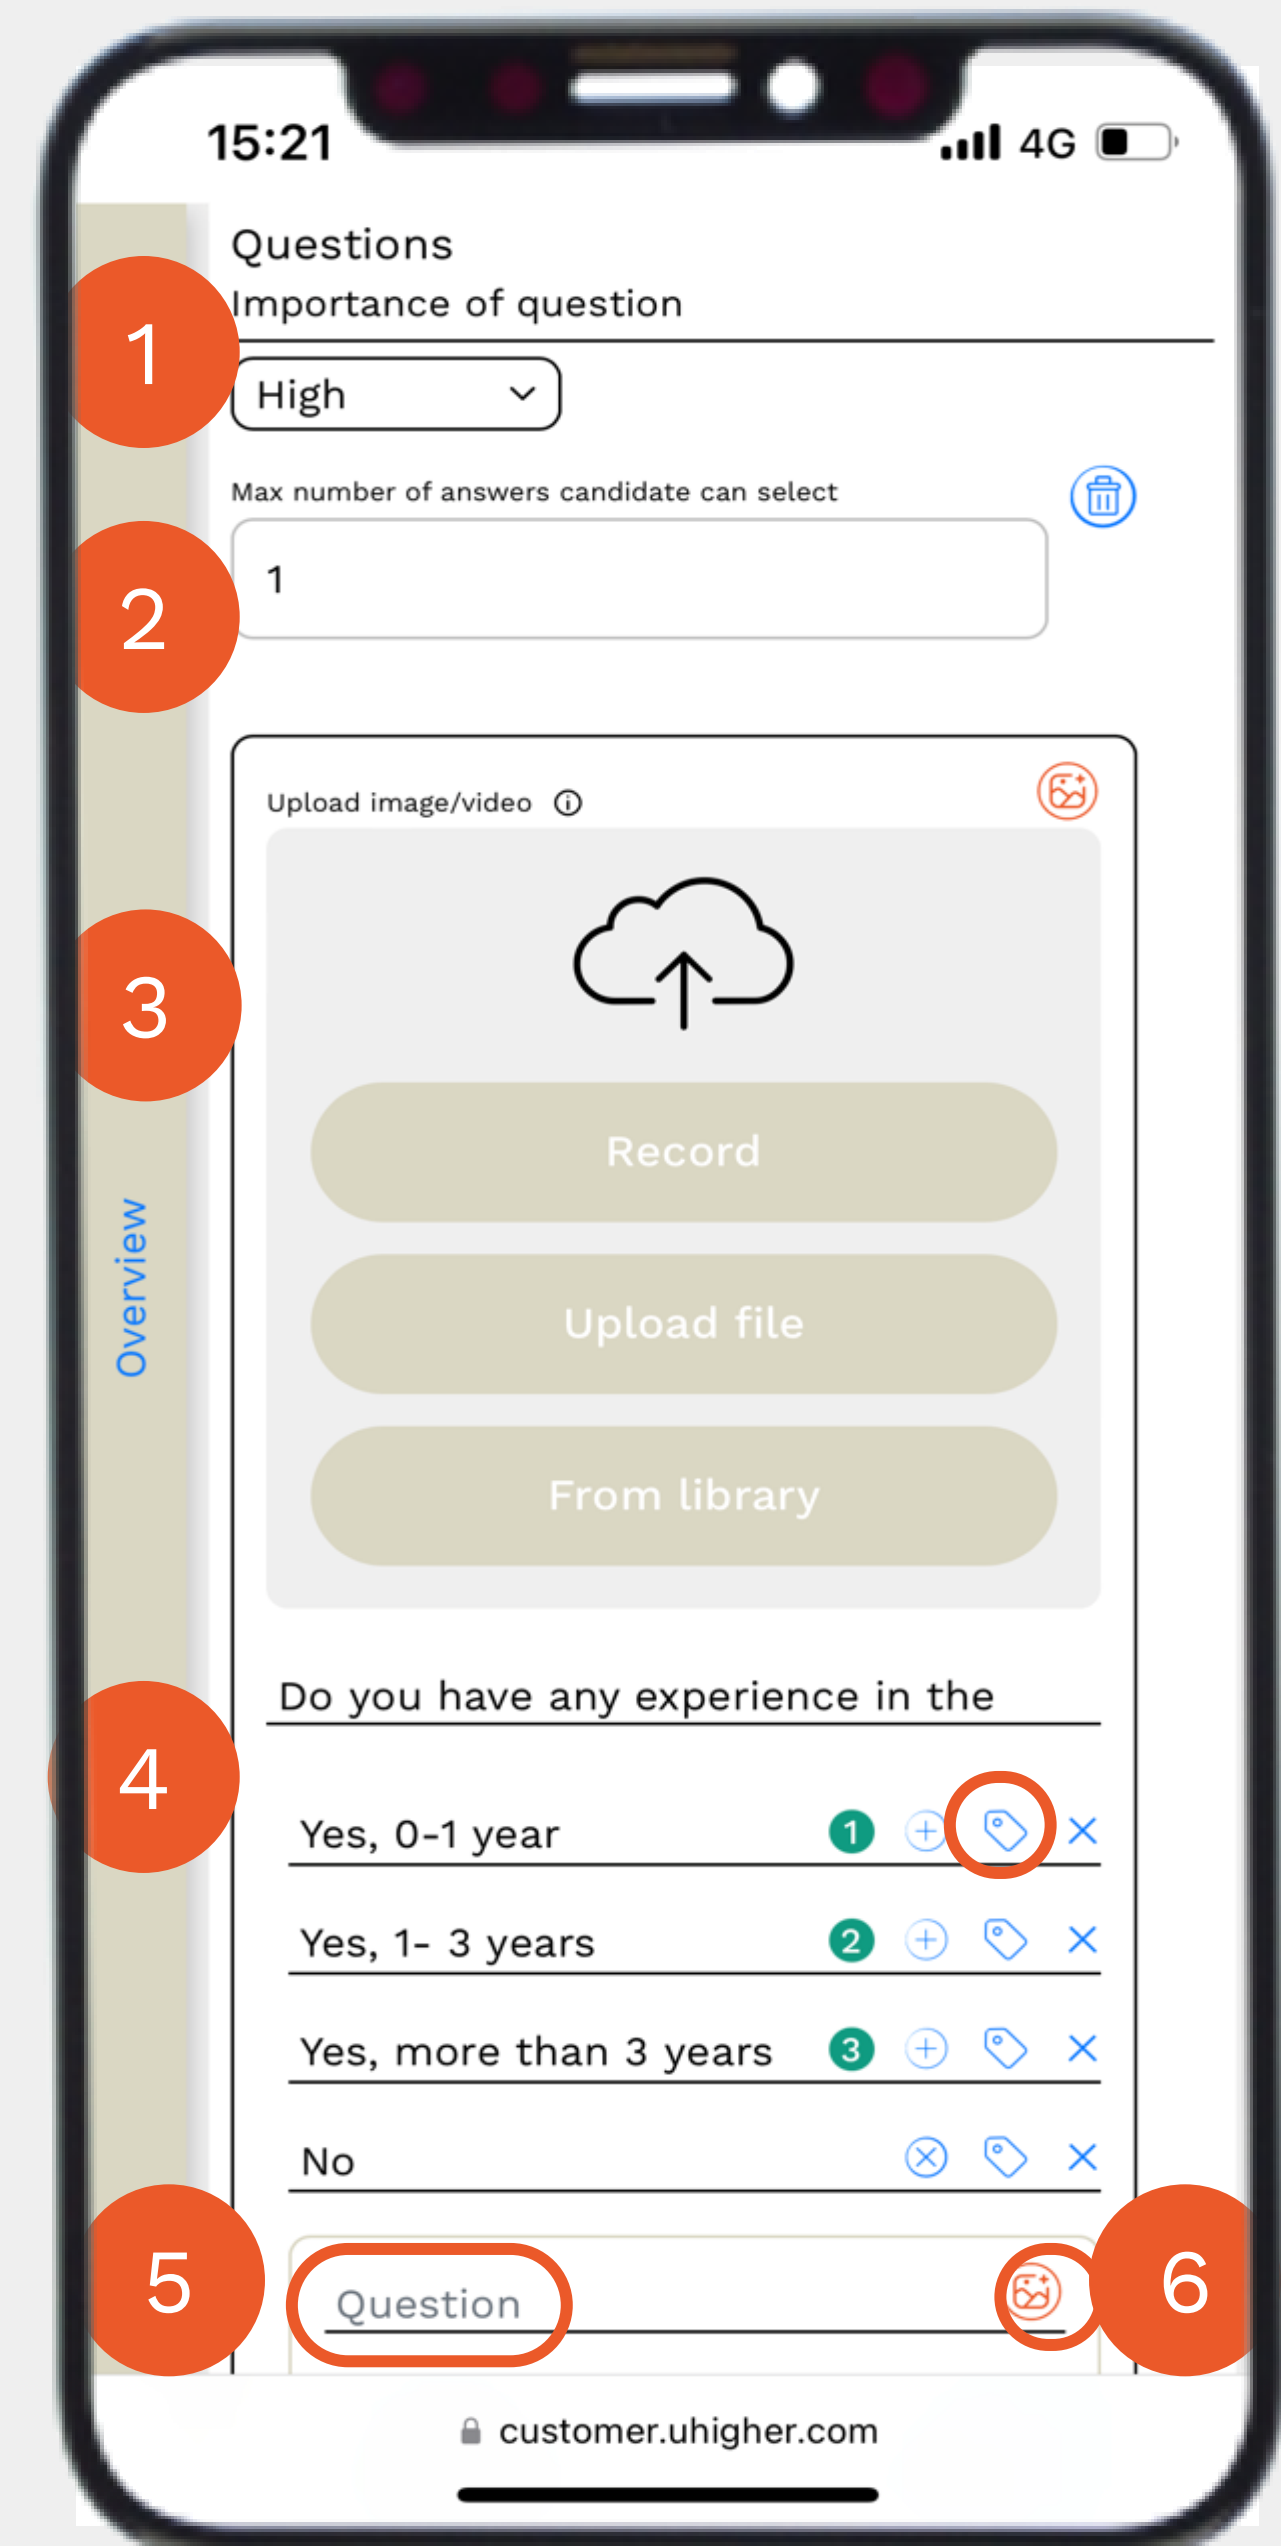 15:21 4G
Questions
Importance of question
1
High
Max number of answers candidate can select
2
1
Upload image/video
3
Record
Upload file
From library
Overview
Do you have any experience in the
4
Yes, 0-1 year 1
Yes, 1- 3 years 2
Yes, more than 3 years 3
No
5
Question
6
customer.uhigher.com